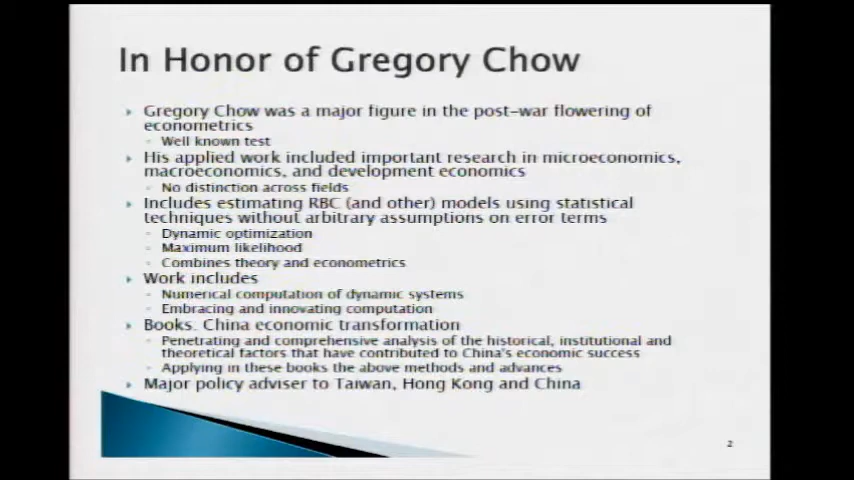 In Honor of Gregory Chow
Gregory Chow was a major figure in the post-war flowering of
econometrics
Well known test
His applied work included important research in microeconomics,
macroeconomics, and development economics
No distinction across fields
Includes estimating RBC (and other) models using statistical
techniques without arbitrary assumptions on error terms
Dynamic optimization
Maximum likelihood
Combines theory and econometrics
Work includes
Numerical computation of dynamic systems
Embracing and innovating computation
Books. China economic transformation
Penetrating and comprehensive analysis of the historical, institutional and
theoretical factors that have contributed to China's economic success
Applying in these books the above methods and advances
Major policy adviser to Taiwan, Hong Kong and China
2